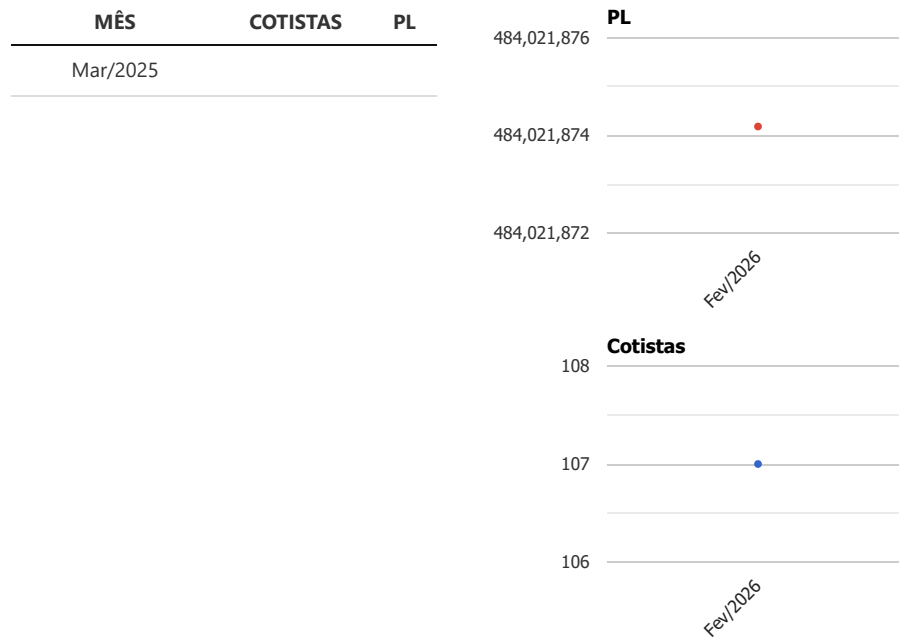 MÊS COTISTAS PL
Mar/2025
PL
484,021,876
484,021,874
484,021,872
Fev/2026
Cotistas
108
107
106
Fev/2026